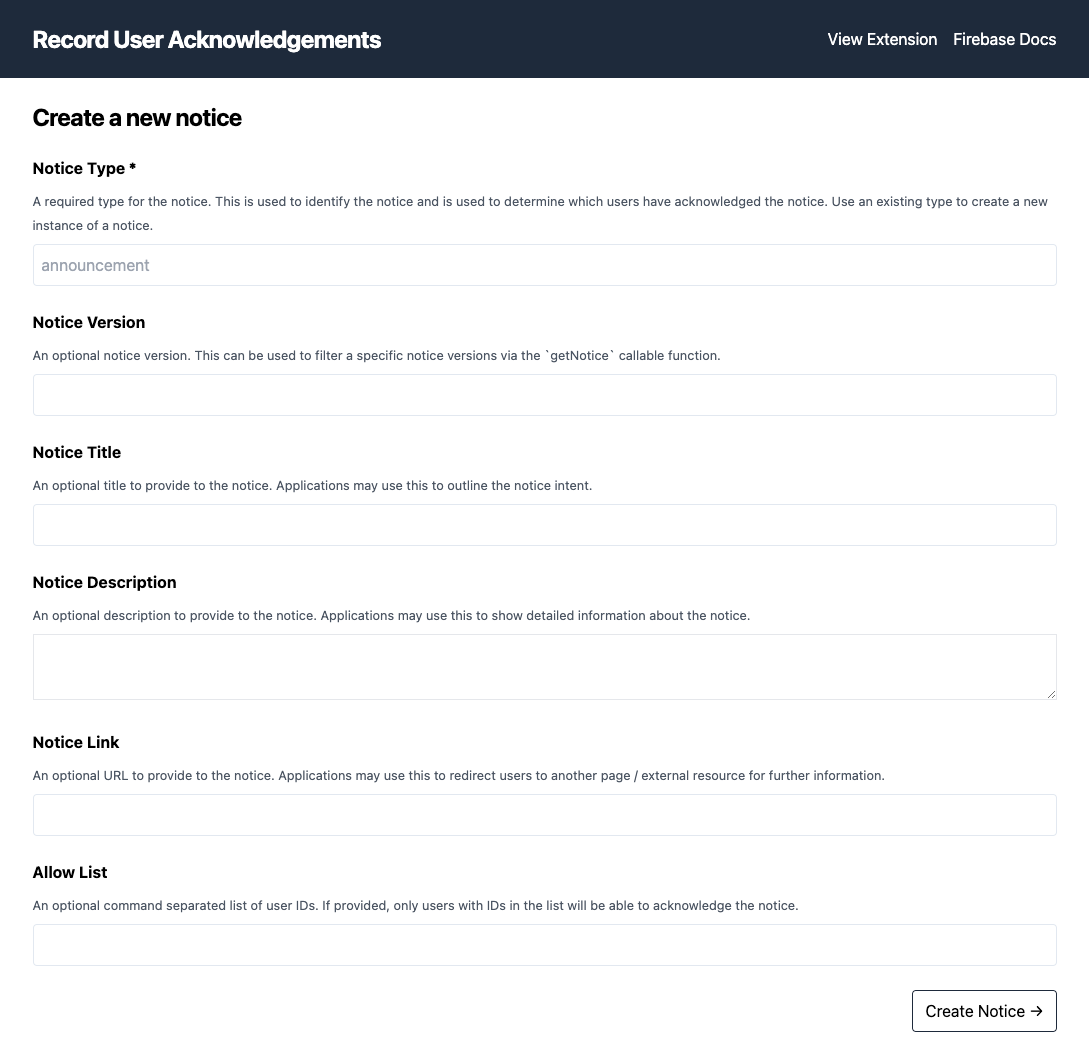 Record User Acknowledgements
View Extension
Firebase Docs
Create a new notice
Notice Type *
A required type for the notice. This is used to identify the notice and is used to determine which users have acknowledged the notice. Use an existing type to create a new
instance of a notice.
announcement
Notice Version
An optional notice version. This can be used to filter a specific notice versions via the `getNotice` callable function.
Notice Title
An optional title to provide to the notice. Applications may use this to outline the notice intent.
Notice Description
An optional description to provide to the notice. Applications may use this to show detailed information about the notice.
Notice Link
An optional URL to provide to the notice. Applications may use this to redirect users to another page / external resource for further information.
Allow List
An optional command separated list of user IDs. If provided, only users with IDs in the list will be able to acknowledge the notice.
Create Notice →